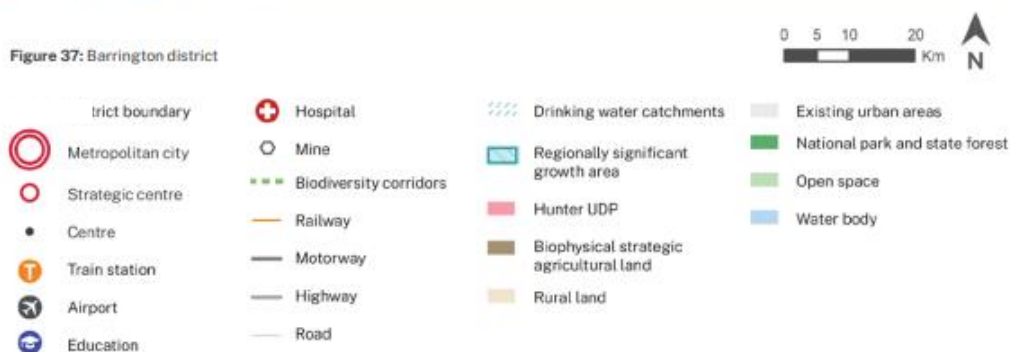 Figure 37: Barrington district
0 5 10 20
Km
N
trict boundary
Metropolitan city
Strategic centre
Centre
T
Train station
Airport
Education
Hospital
Mine
Biodiversity corridors
Railway
Motorway
Highway
Road
Drinking water catchments
Regionally significant
growth area
Hunter UDP
Biophysical strategic
agricultural land
Rural land
Existing urban areas
National park and state forest
Open space
Water body